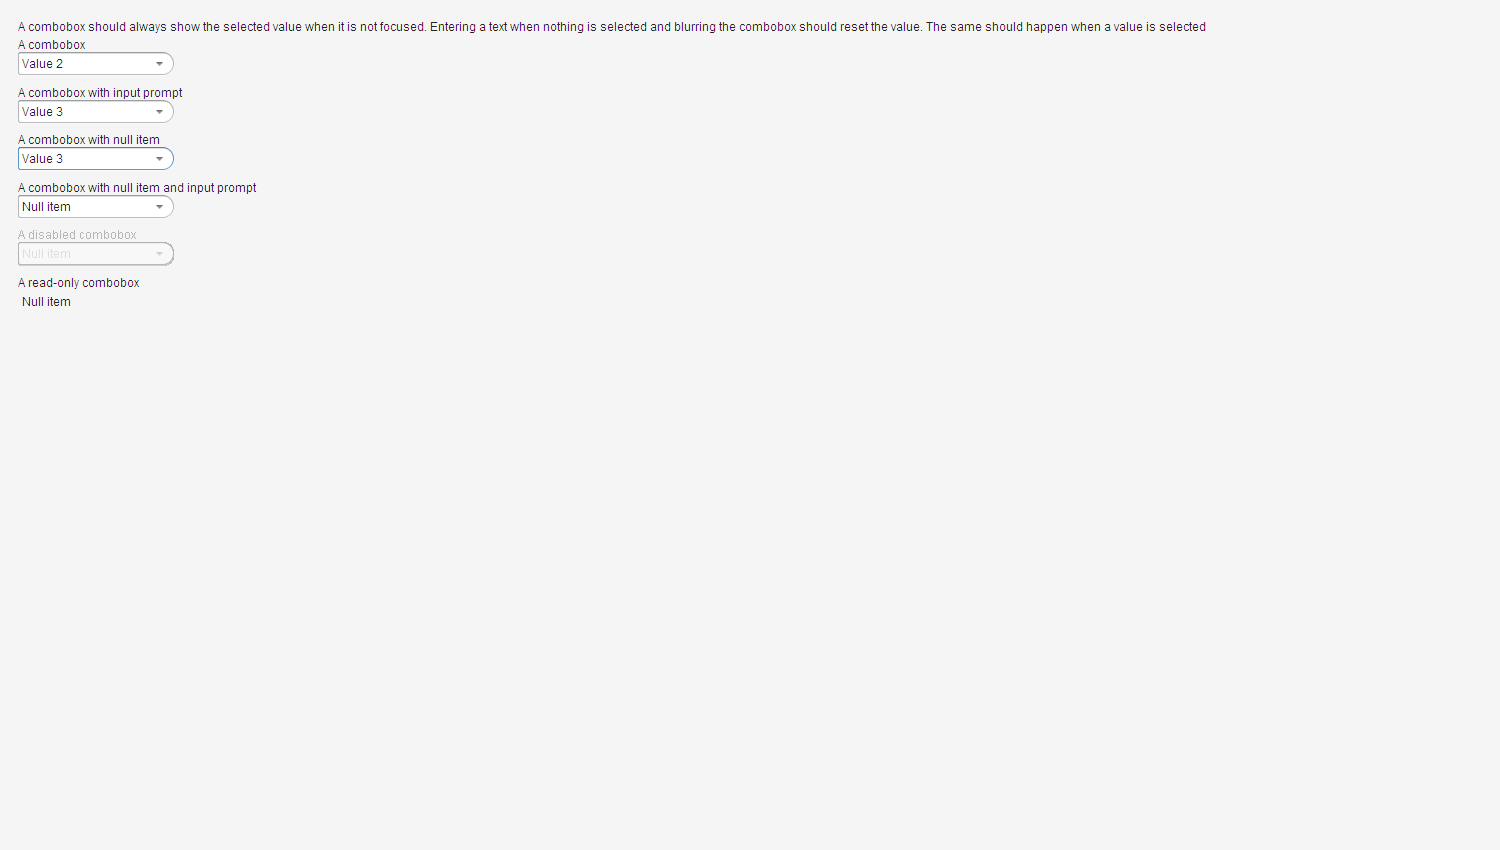 A combobox should always show the selected value when it is not focused. Entering a text when nothing is selected and blurring the combobox should reset the value. The same should happen when a value is selected
A combobox
Value 2
A combobox with input prompt
Value 3
A combobox with null item
Value 3
A combobox with null item and input prompt
Null item
A disabled combobox
Null item
A read-only combobox
Null item